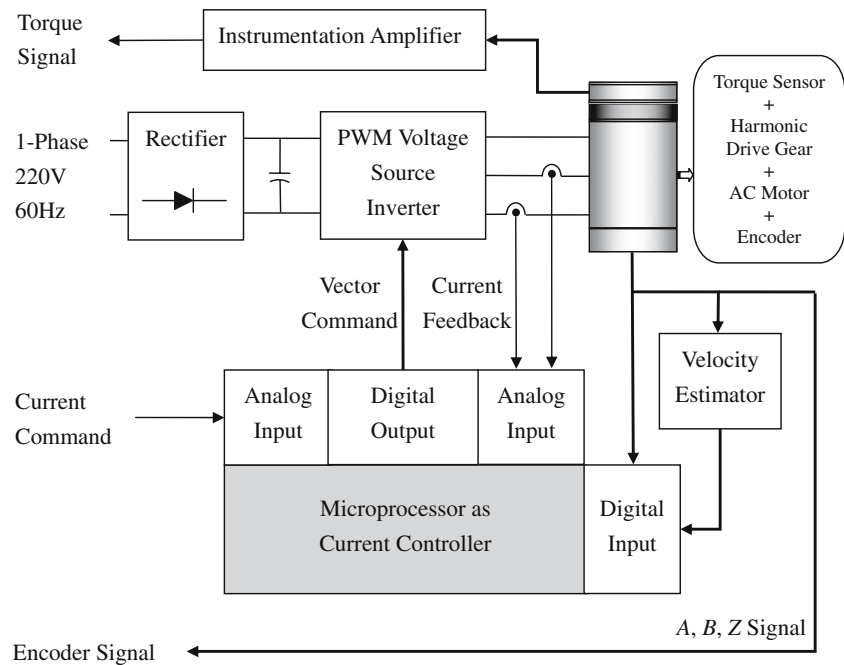 Torque
Signal
Instrumentation Amplifier
Torque Sensor
+
Harmonic
Drive Gear
+
AC Motor
+
Encoder
1-Phase
220V
60Hz
Rectifier
PWM Voltage
Source
Inverter
Vector
Command
Current
Feedback
Velocity
Estimator
Current
Command
Analog
Input
Digital
Output
Analog
Input
Microprocessor as
Current Controller
Digital
Input
A, B, Z Signal
Encoder Signal